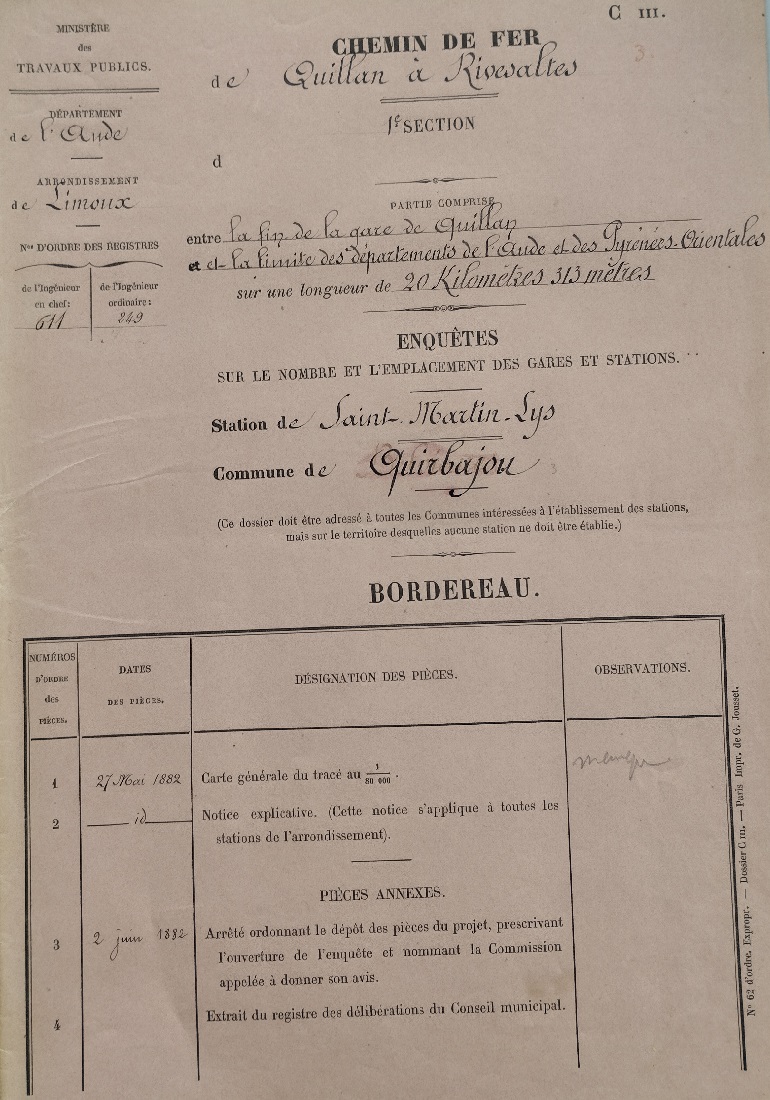 C III.
MINISTÈRE
des
TRAVAUX PUBLICS.
DÉPARTEMENT
de l'Aude
ARRONDISSEMENT
de Limoux
Nos D'ORDRE DES REGISTRES
de l'Ingénieur
en chef:
611
de l'Ingénieur
ordinaire:
249
CHEMIN DE FER
de Quillan à Rivesaltes
1e SECTION
d
PARTIE COMPRISE
entre la fin de la gare de Quillan
et et la limite des départements de l'Aude et des Pyrénées-Orientales
sur une longueur de 20 Kilomètres 313 mètres
ENQUÊTES
SUR LE NOMBRE ET L'EMPLACEMENT DES GARES ET STATIONS.
Station de Saint-Martin-Lys
Commune de Quirbajou
(Ce dossier doit être adressé à toutes les Communes intéressées à l'établissement des stations,
mais sur le territoire desquelles aucune station ne doit être établie.)
BORDEREAU.
NUMÉROS
D'ORDRE
des
PIÈCES.
DATES
DES PIÈCES.
DÉSIGNATION DES PIÈCES.
OBSERVATIONS.
1 27 Mai 1882 Carte générale du tracé au 1/80 000.
2 id Notice explicative. (Cette notice s'applique à toutes les
stations de l'arrondissement).
PIÈCES ANNEXES.
3 2 juin 1882 Arrêté ordonnant le dépôt des pièces du projet, prescrivant
l'ouverture de l'enquête et nommant la Commission
appelée à donner son avis.
4 Extrait du registre des délibérations du Conseil municipal.
No 62 d'ordre. Expropr. — Dossier C III. — Paris Impr. de G. Jousset.